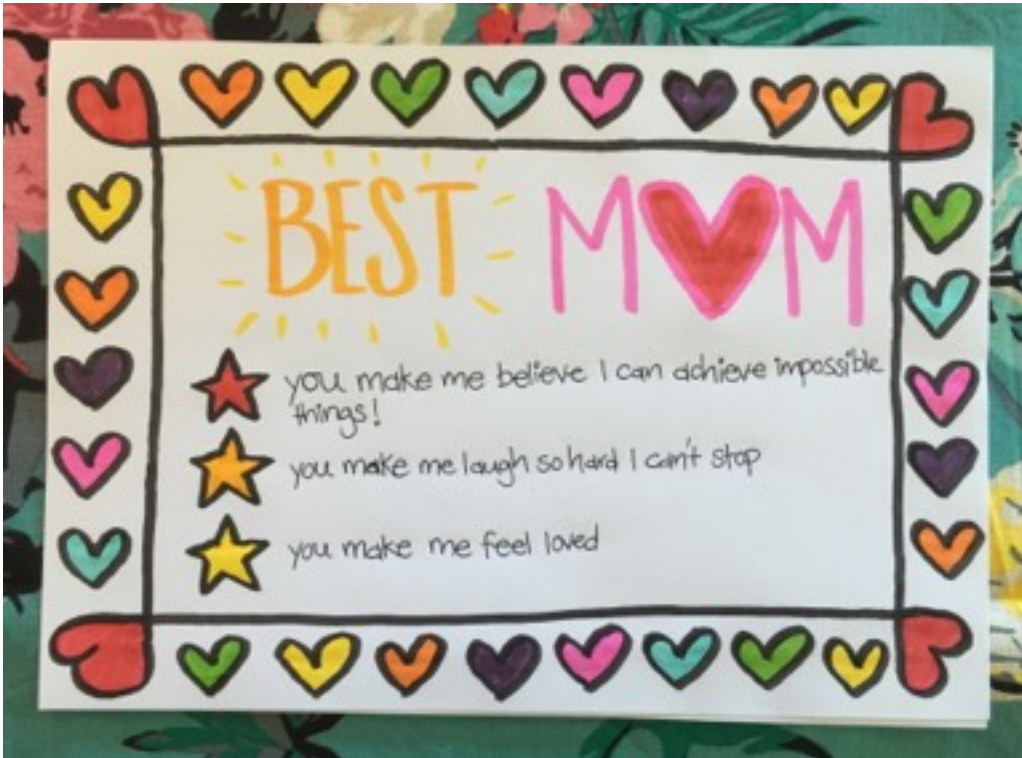 BEST M❤M
you make me believe I can achieve impossible
things!
you make me laugh so hard I can't stop
you make me feel loved